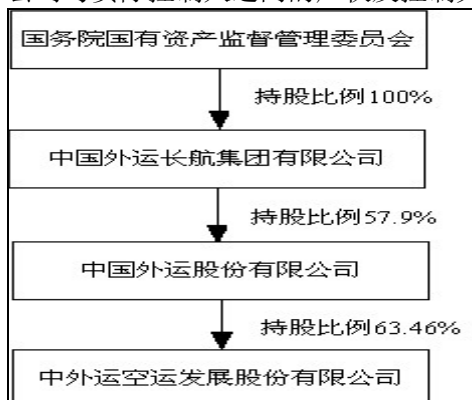 国务院国有资产监督管理委员会
持股比例100%
中国外运长航集团有限公司
持股比例57.9%
中国外运股份有限公司
持股比例63.46%
中外运空运发展股份有限公司